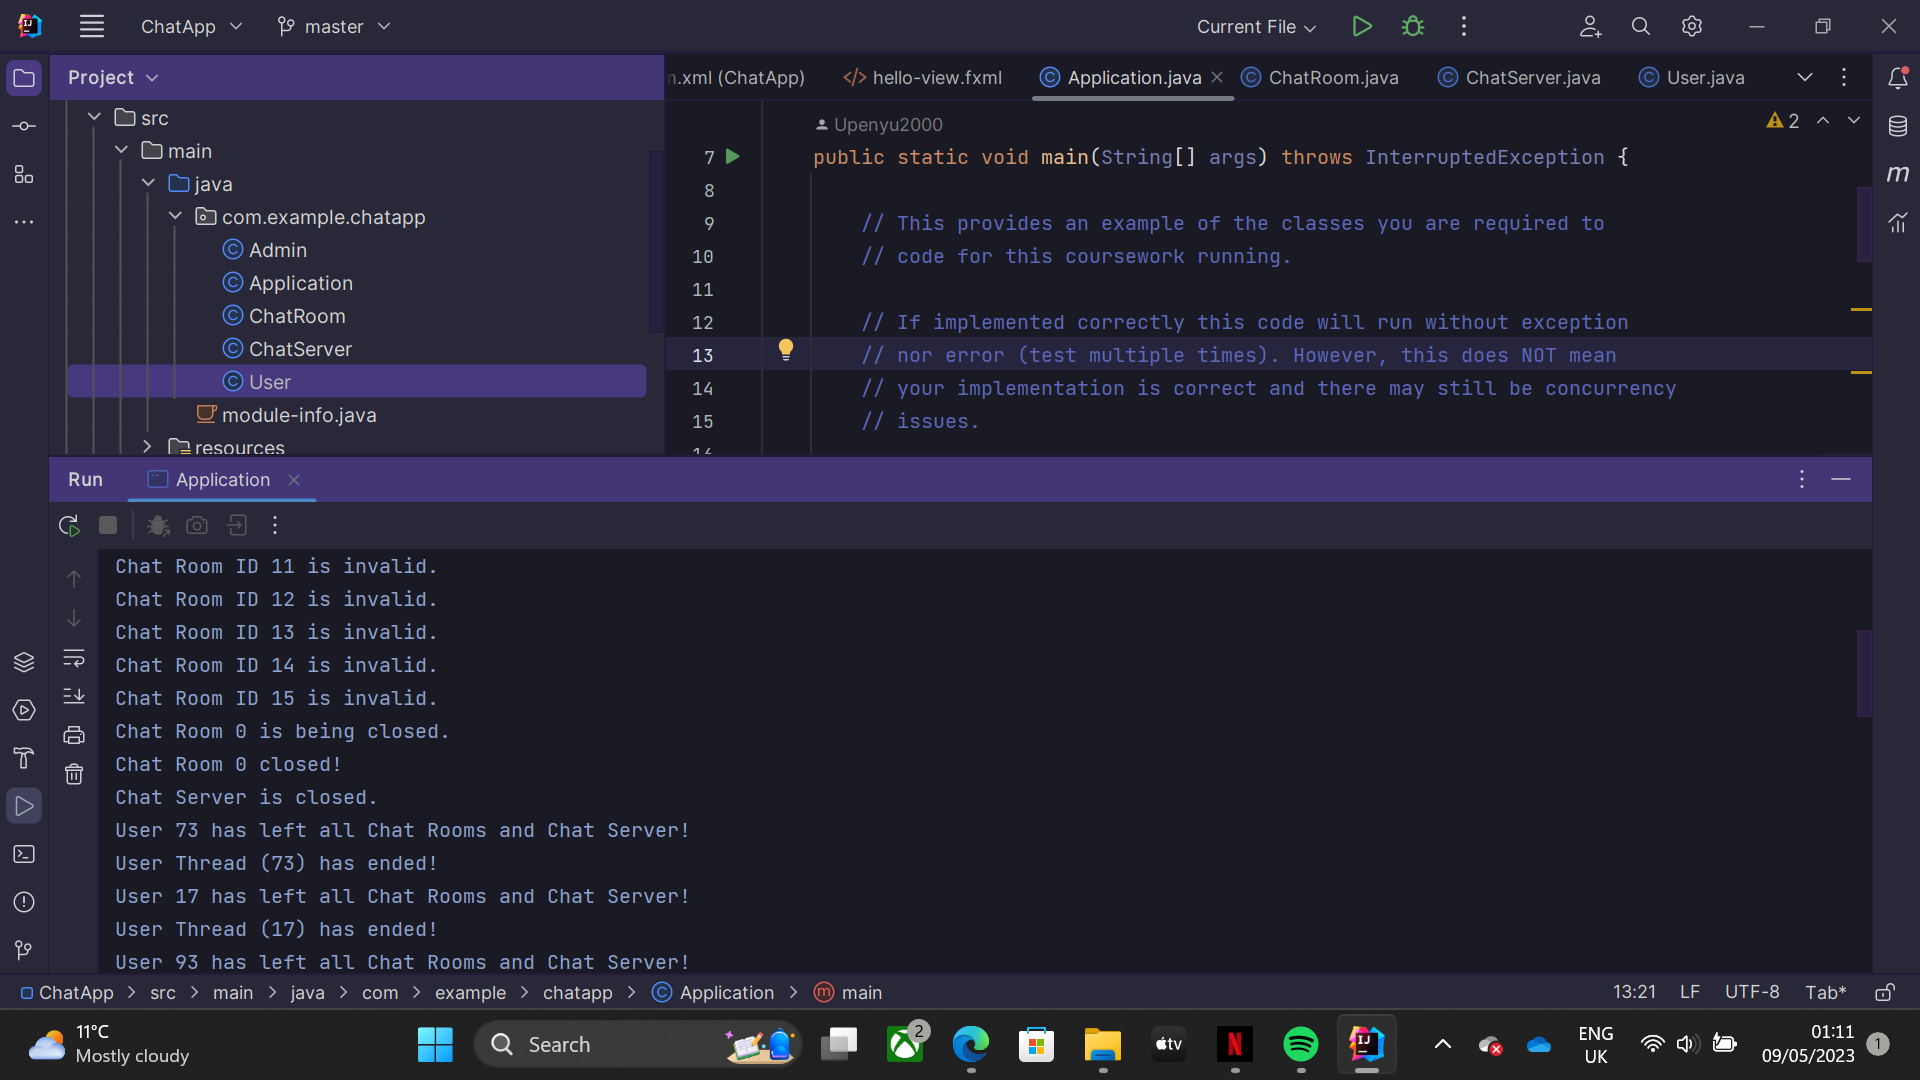 ChatApp
master
Current File
Project
n.xml (ChatApp)
hello-view.fxml
Application.java
ChatRoom.java
ChatServer.java
User.java
src
main
java
com.example.chatapp
Admin
Application
ChatRoom
ChatServer
User
module-info.java
resources
Upenyu2000
2
7 public static void main(String[] args) throws InterruptedException {
8
9 // This provides an example of the classes you are required to
10 // code for this coursework running.
11
12 // If implemented correctly this code will run without exception
13 // nor error (test multiple times). However, this does NOT mean
14 // your implementation is correct and there may still be concurrency
15 // issues.
16
m
Run
Application
Chat Room ID 11 is invalid.
Chat Room ID 12 is invalid.
Chat Room ID 13 is invalid.
Chat Room ID 14 is invalid.
Chat Room ID 15 is invalid.
Chat Room 0 is being closed.
Chat Room 0 closed!
Chat Server is closed.
User 73 has left all Chat Rooms and Chat Server!
User Thread (73) has ended!
User 17 has left all Chat Rooms and Chat Server!
User Thread (17) has ended!
User 93 has left all Chat Rooms and Chat Server!
ChatApp > src > main > java > com > example > chatapp > Application > main
13:21 LF UTF-8 Tab*
11°C
Mostly cloudy
Search
2
tv
N
IJ
ENG
UK
01:11
09/05/2023
1